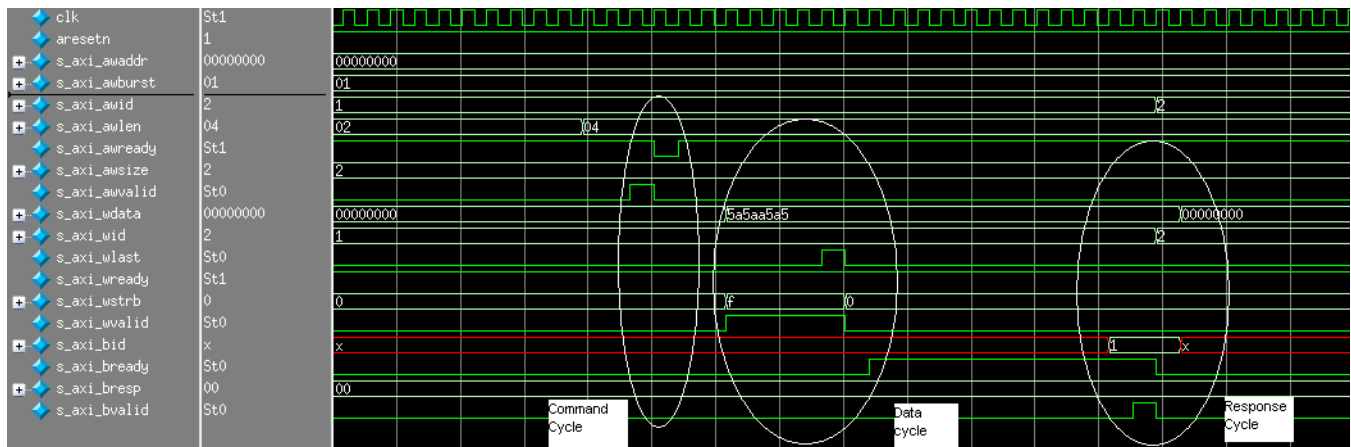 clk St1
aresetn 1
s_axi_awaddr 00000000 00000000
s_axi_awburst 01 01
s_axi_awid 2 1 2
s_axi_awlen 04 02 04
s_axi_awready St1
s_axi_awsize 2 2
s_axi_awvalid St0
s_axi_wdata 00000000 00000000 5a5aa5a5 00000000
s_axi_wid 2 1 2
s_axi_wlast St0
s_axi_wready St1
s_axi_wstrb 0 0 f 0
s_axi_wvalid St0
s_axi_bid x x 1 x
s_axi_bready St0
s_axi_bresp 00 00
s_axi_bvalid St0
Command
Cycle
Data
cycle
Response
Cycle